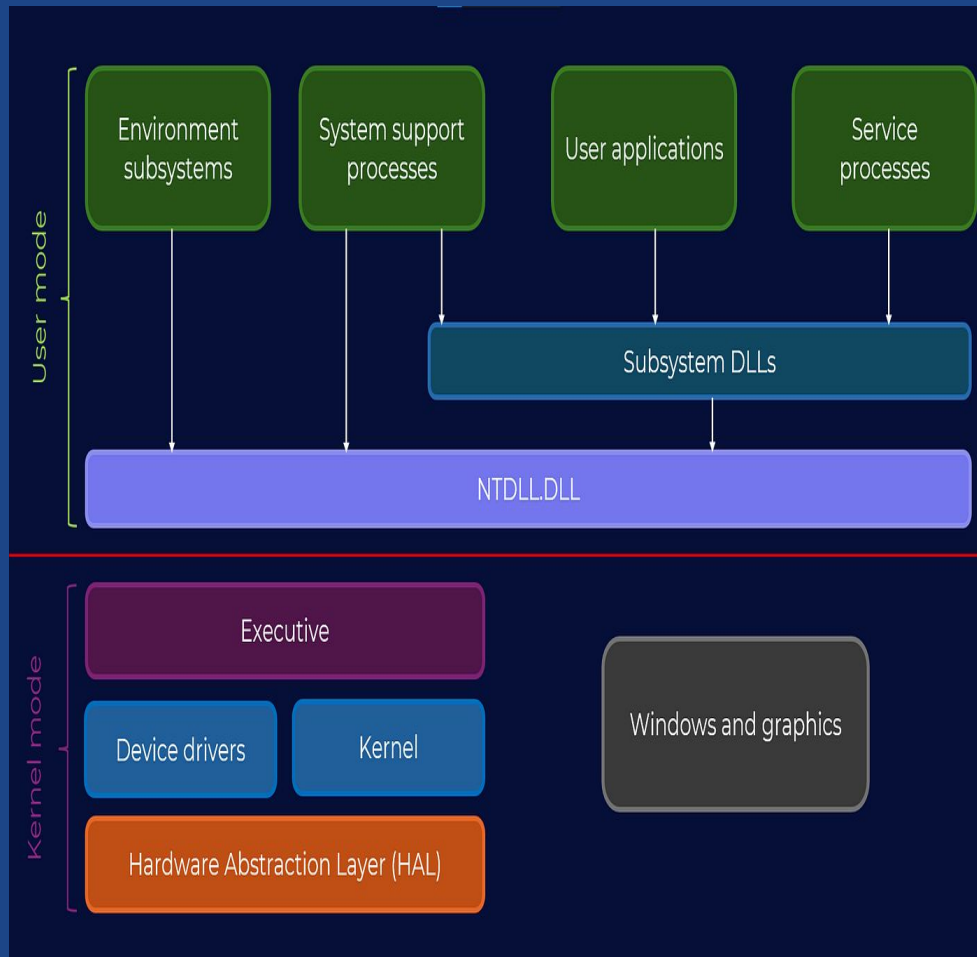 User mode
Environment
subsystems
System support
processes
User applications
Service
processes
Subsystem DLLs
NTDLL.DLL
Kernel mode
Executive
Device drivers
Kernel
Windows and graphics
Hardware Abstraction Layer (HAL)